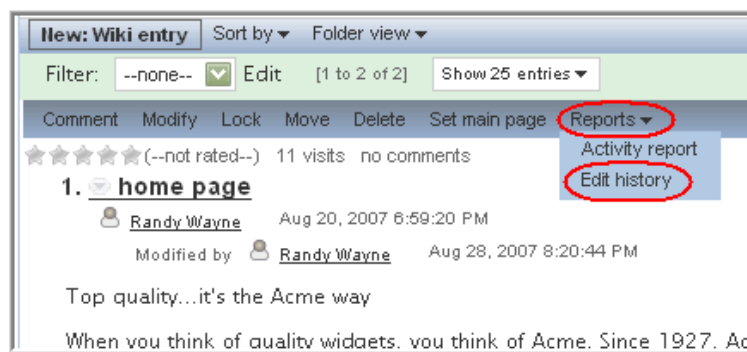 New: Wiki entry Sort by Folder view
Filter: --none-- Edit [1 to 2 of 2] Show 25 entries
Comment Modify Lock Move Delete Set main page Reports
Activity report
(--not rated--) 11 visits no comments
Edit history
1. home page
Randy Wayne Aug 20, 2007 6:59:20 PM
Modified by Randy Wayne Aug 28, 2007 8:20:44 PM
Top quality...it's the Acme way
When you think of quality widgets, you think of Acme. Since 1927,